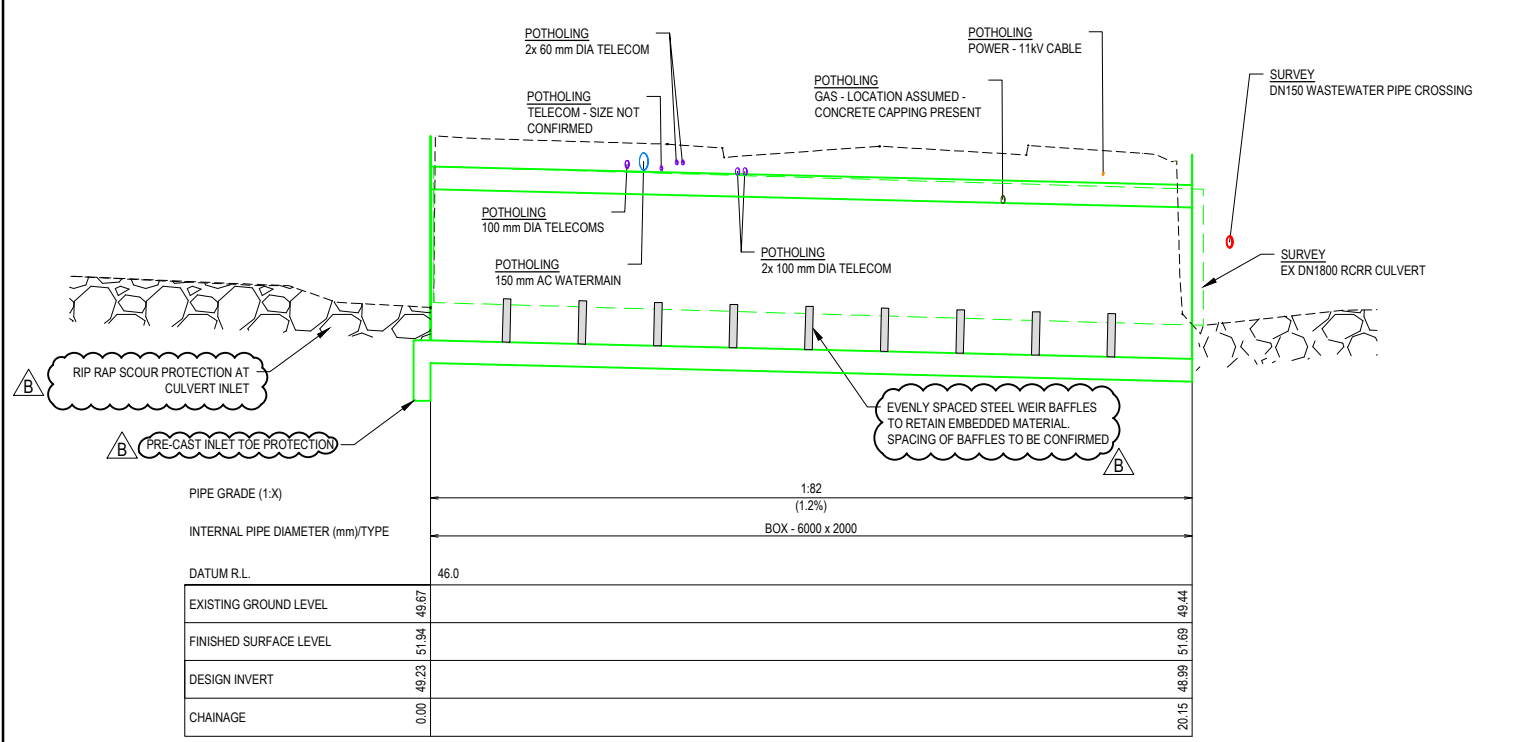 POTHOLING
2x 60 mm DIA TELECOM
POTHOLING
POWER - 11kV CABLE
SURVEY
DN150 WASTEWATER PIPE CROSSING
POTHOLING
GAS - LOCATION ASSUMED -
CONCRETE CAPPING PRESENT
POTHOLING
TELECOM - SIZE NOT
CONFIRMED
POTHOLING
100 mm DIA TELECOMS
POTHOLING
2x 100 mm DIA TELECOM
POTHOLING
150 mm AC WATERMAIN
SURVEY
EX DN1800 RCRR CULVERT
B
RIP RAP SCOUR PROTECTION AT
CULVERT INLET
B
PRE-CAST INLET TOE PROTECTION
EVENLY SPACED STEEL WEIR BAFFLES
TO RETAIN EMBEDDED MATERIAL.
SPACING OF BAFFLES TO BE CONFIRMED
B
PIPE GRADE (1:X) 1:82
(1.2%)
INTERNAL PIPE DIAMETER (mm)/TYPE BOX - 6000 x 2000
DATUM R.L. 46.0
EXISTING GROUND LEVEL 49.67 49.44
FINISHED SURFACE LEVEL 51.94 51.69
DESIGN INVERT 49.23 48.99
CHAINAGE 0.00 20.15